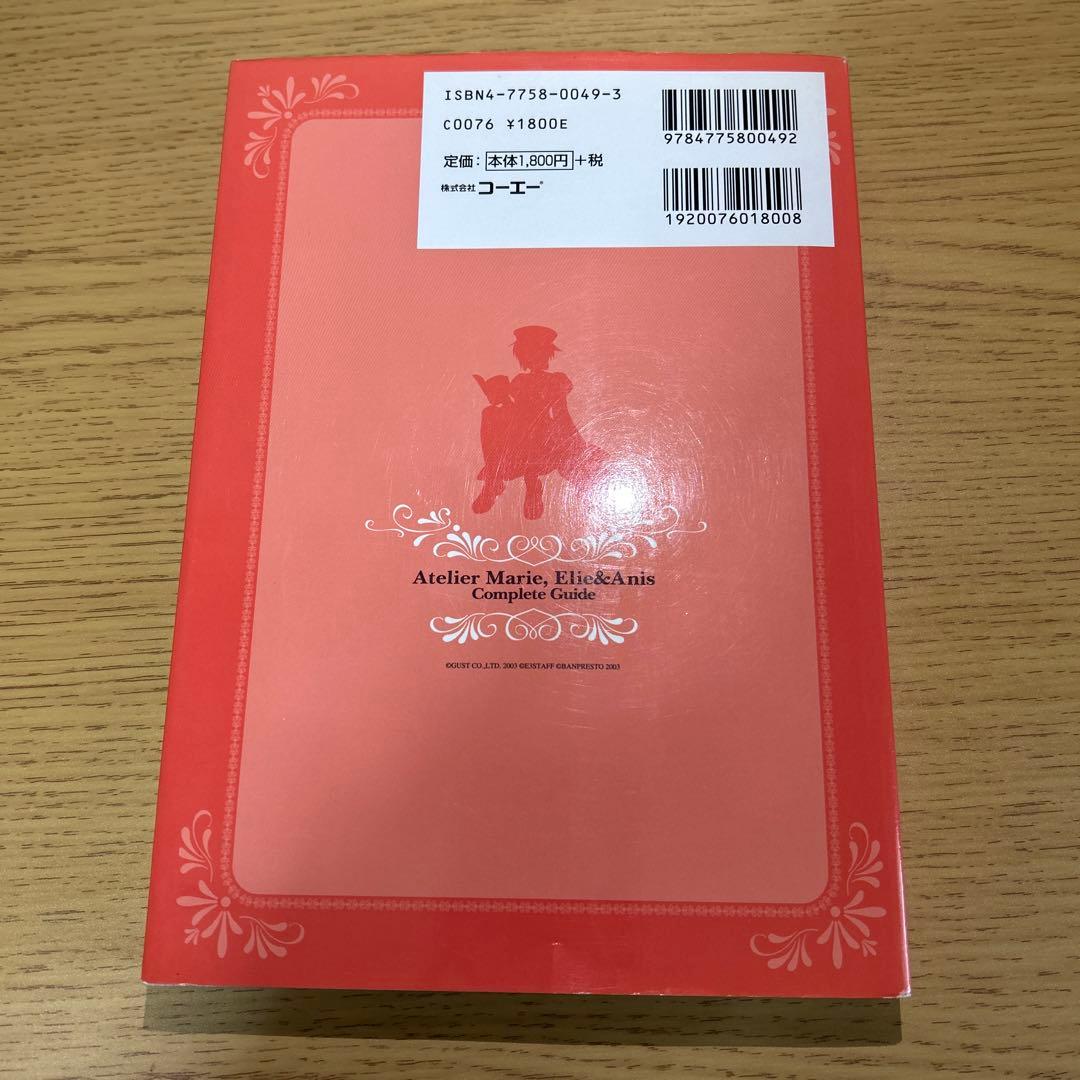 ISBN4-7758-0049-3
C0076 ¥1800E
定価：本体1,800円＋税
株式会社 コーエー®
9784775800492
1920076018008
Atelier Marie, Elie&Anis
Complete Guide
©GUST CO.,LTD. 2003 ©E3STAFF ©BANPRESTO 2003